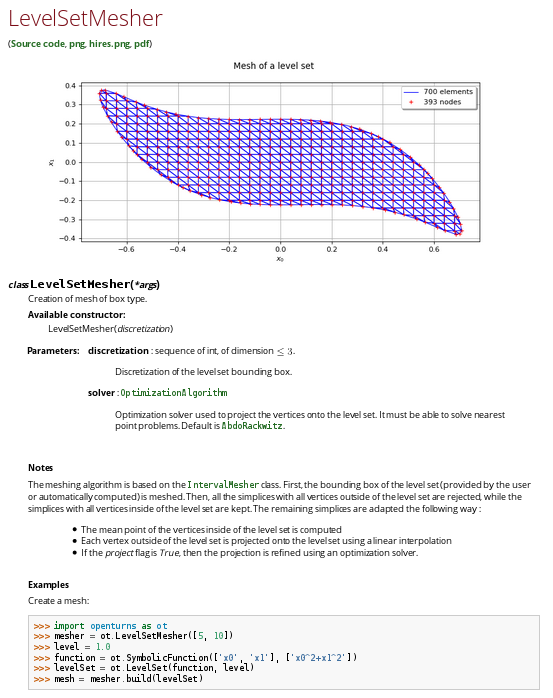 LevelSetMesher
(Source code, png, hires.png, pdf)
Mesh of a level set
700 elements
393 nodes
0.4
0.3
0.2
0.1
0.0
−0.1
−0.2
−0.3
−0.4
x₁
−0.6 −0.4 −0.2 0.0 0.2 0.4 0.6
x₀
class LevelSetMesher(*args)
Creation of mesh of box type.
Available constructor:
LevelSetMesher(discretization)
Parameters: discretization : sequence of int, of dimension ≤ 3.
Discretization of the level set bounding box.
solver : OptimizationAlgorithm
Optimization solver used to project the vertices onto the level set. It must be able to solve nearest
point problems. Default is AbdoRackwitz.
Notes
The meshing algorithm is based on the IntervalMesher class. First, the bounding box of the level set (provided by the user
or automatically computed) is meshed. Then, all the simplices with all vertices outside of the level set are rejected, while the
simplices with all vertices inside of the level set are kept. The remaining simplices are adapted the following way :
• The mean point of the vertices inside of the level set is computed
• Each vertex outside of the level set is projected onto the level set using a linear interpolation
• If the project flag is True, then the projection is refined using an optimization solver.
Examples
Create a mesh:
>>> import openturns as ot
>>> mesher = ot.LevelSetMesher([5, 10])
>>> level = 1.0
>>> function = ot.SymbolicFunction(['x0', 'x1'], ['x0^2+x1^2'])
>>> levelSet = ot.LevelSet(function, level)
>>> mesh = mesher.build(levelSet)